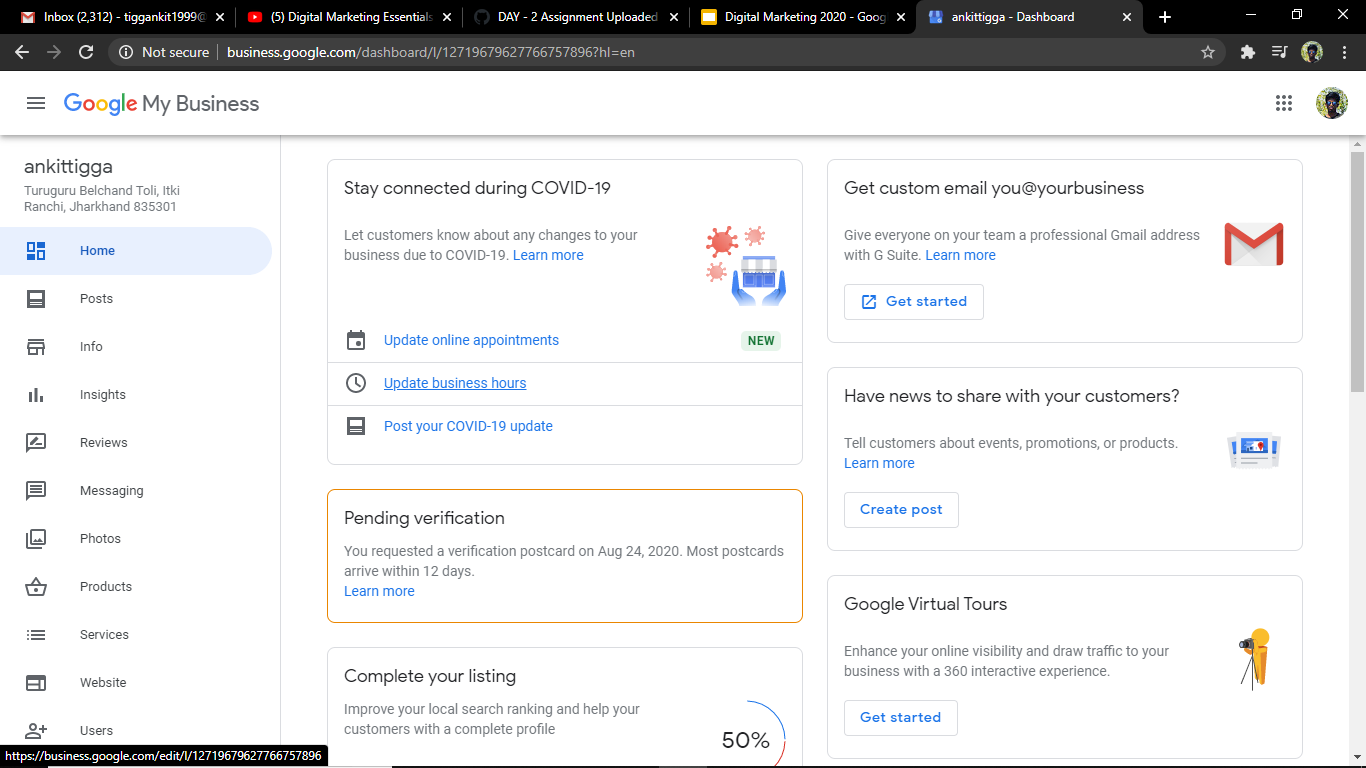 Inbox (2,312) - tiggankit1999@
(5) Digital Marketing Essentials
DAY - 2 Assignment Uploaded
Digital Marketing 2020 - Goog
ankittigga - Dashboard
Not secure
business.google.com/dashboard/l/12719679627766757896?hl=en
Google My Business
ankittigga
Turuguru Belchand Toli, Itki
Ranchi, Jharkhand 835301
Home
Posts
Info
Insights
Reviews
Messaging
Photos
Products
Services
Website
Users
https://business.google.com/edit/l/12719679627766757896
Stay connected during COVID-19
Let customers know about any changes to your
business due to COVID-19. Learn more
Update online appointments
NEW
Update business hours
Post your COVID-19 update
Pending verification
You requested a verification postcard on Aug 24, 2020. Most postcards
arrive within 12 days.
Learn more
Complete your listing
Improve your local search ranking and help your
customers with a complete profile
50%
Get custom email you@yourbusiness
Give everyone on your team a professional Gmail address
with G Suite. Learn more
Get started
Have news to share with your customers?
Tell customers about events, promotions, or products.
Learn more
Create post
Google Virtual Tours
Enhance your online visibility and draw traffic to your
business with a 360 interactive experience.
Get started